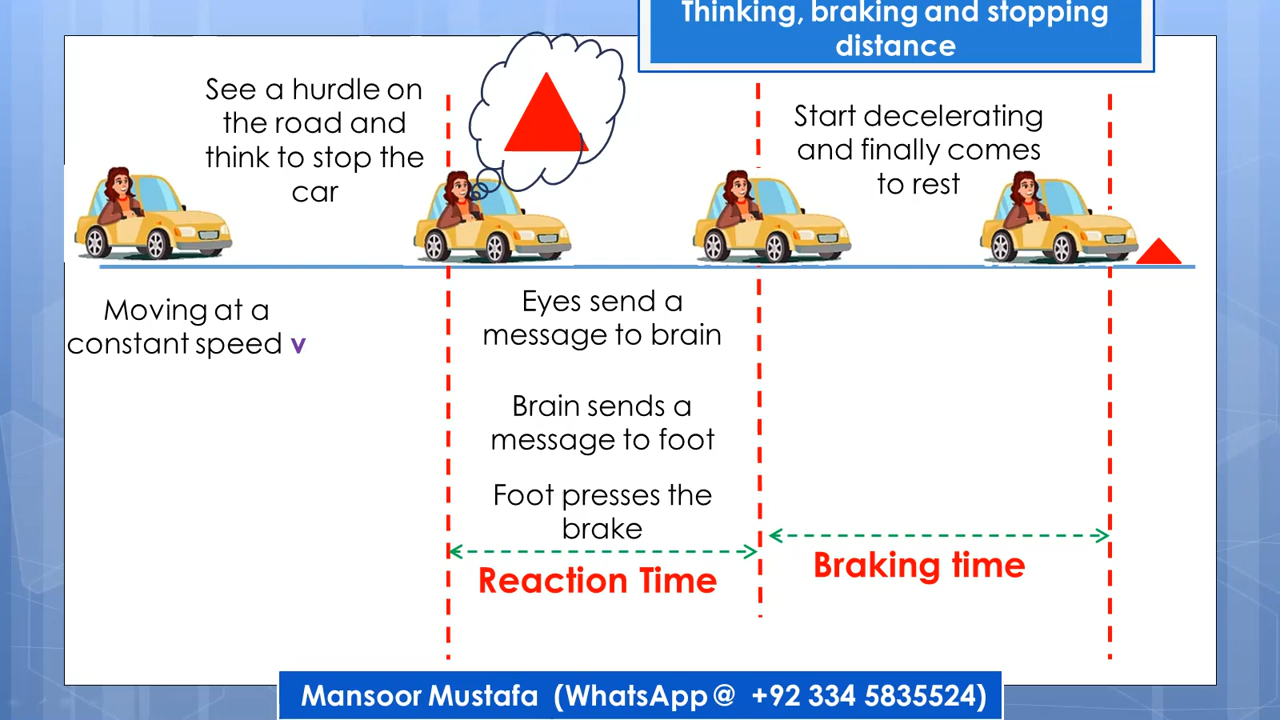 Thinking, braking and stopping
distance
See a hurdle on
the road and
think to stop the
car
Start decelerating
and finally comes
to rest
Moving at a
constant speed v
Eyes send a
message to brain
Brain sends a
message to foot
Foot presses the
brake
Reaction Time
Braking time
Mansoor Mustafa (WhatsApp @ +92 334 5835524)